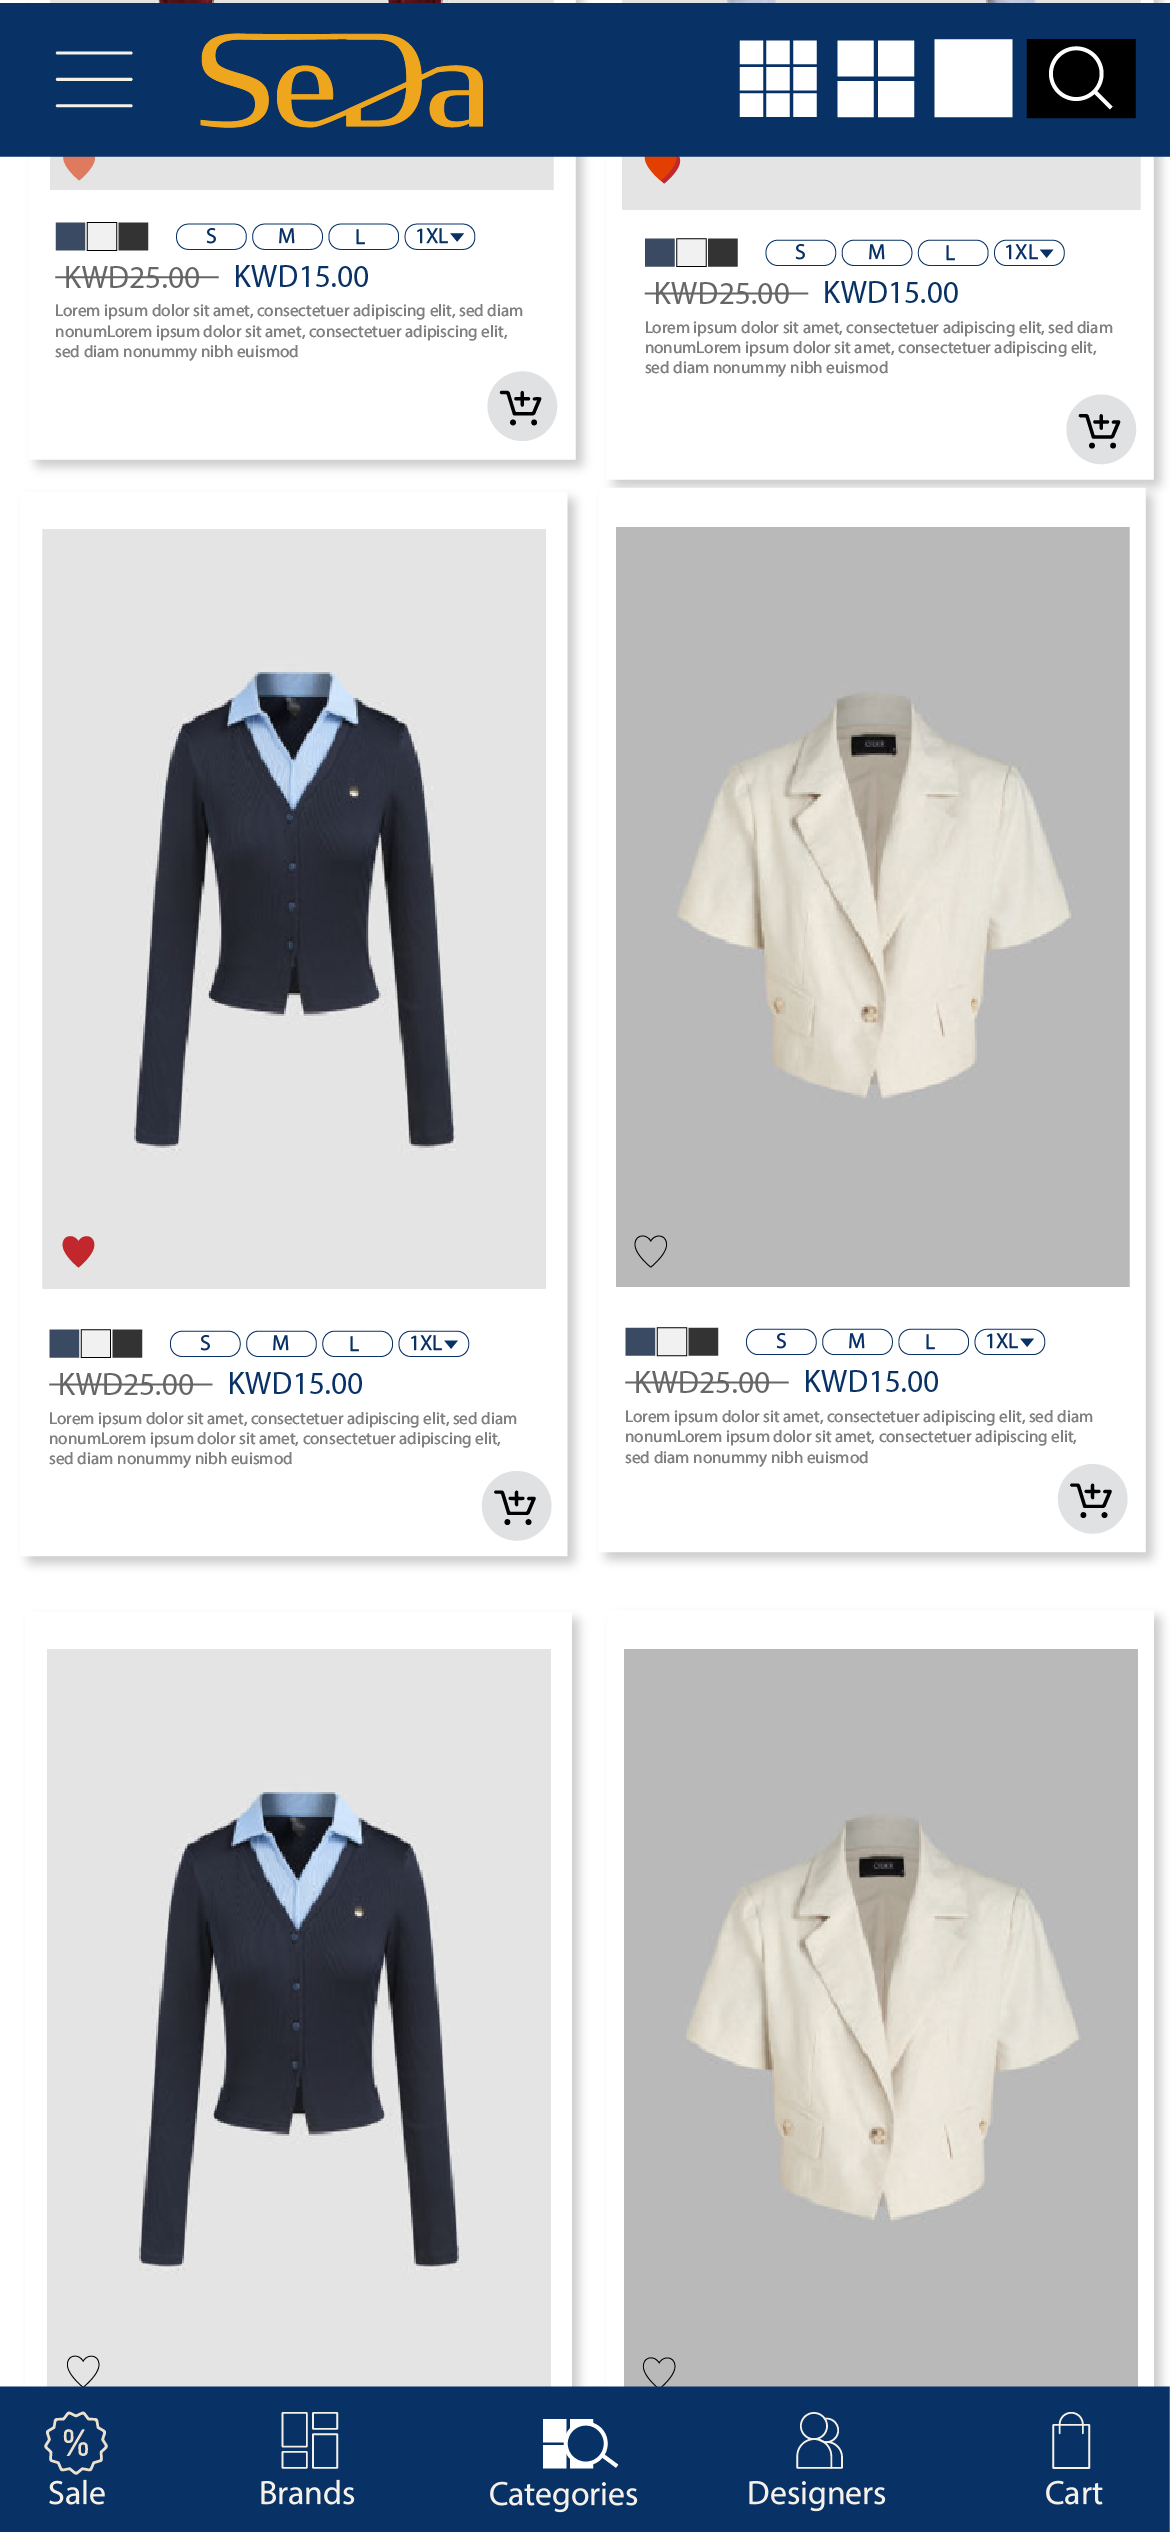 SeDa
S M L 1XL
KWD25.00 KWD15.00
Lorem ipsum dolor sit amet, consectetuer adipiscing elit, sed diam
nonumLorem ipsum dolor sit amet, consectetuer adipiscing elit,
sed diam nonummy nibh euismod
S M L 1XL
KWD25.00 KWD15.00
Lorem ipsum dolor sit amet, consectetuer adipiscing elit, sed diam
nonumLorem ipsum dolor sit amet, consectetuer adipiscing elit,
sed diam nonummy nibh euismod
S M L 1XL
KWD25.00 KWD15.00
Lorem ipsum dolor sit amet, consectetuer adipiscing elit, sed diam
nonumLorem ipsum dolor sit amet, consectetuer adipiscing elit,
sed diam nonummy nibh euismod
S M L 1XL
KWD25.00 KWD15.00
Lorem ipsum dolor sit amet, consectetuer adipiscing elit, sed diam
nonumLorem ipsum dolor sit amet, consectetuer adipiscing elit,
sed diam nonummy nibh euismod
%
Sale
Brands
Categories
Designers
Cart